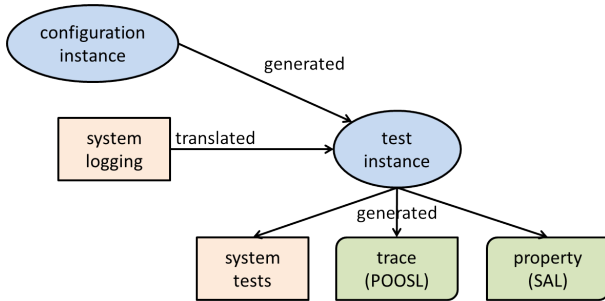 configuration
instance
generated
system
logging
translated
test
instance
generated
system
tests
trace
(POOSL)
property
(SAL)